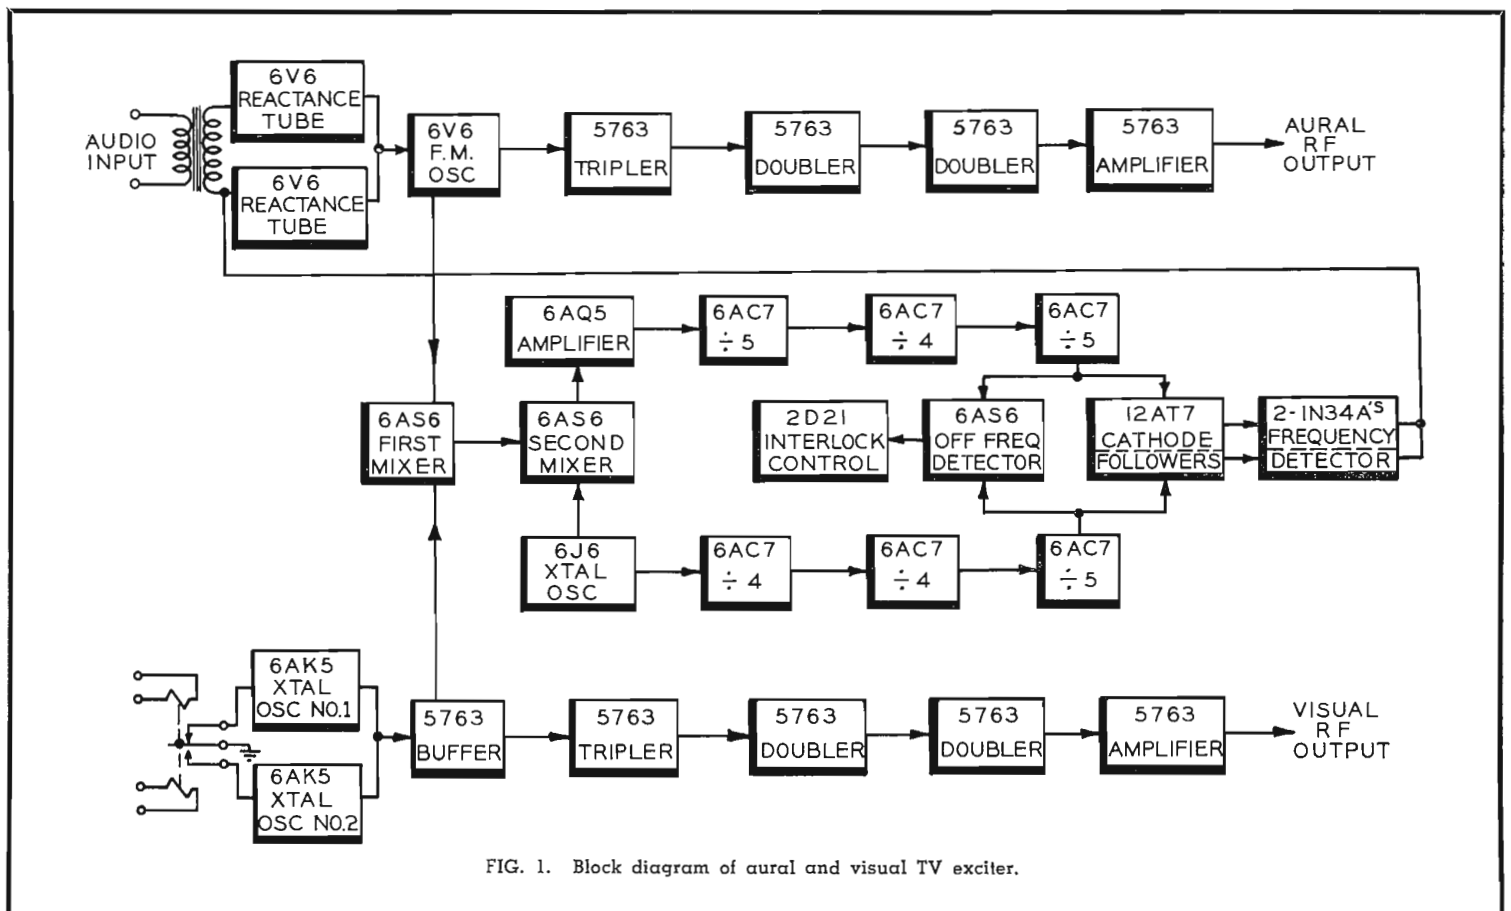 AUDIO
INPUT
6V6
REACTANCE
TUBE
6V6
REACTANCE
TUBE
6V6
F.M.
OSC
5763
TRIPLER
5763
DOUBLER
5763
DOUBLER
5763
AMPLIFIER
AURAL
RF
OUTPUT
6AQ5
AMPLIFIER
6AC7
÷5
6AC7
÷4
6AC7
÷5
6AS6
FIRST
MIXER
6AS6
SECOND
MIXER
2D21
INTERLOCK
CONTROL
6AS6
OFF FREQ
DETECTOR
12AT7
CATHODE
FOLLOWERS
2-1N34A'S
FREQUENCY
DETECTOR
6J6
XTAL
OSC
6AC7
÷4
6AC7
÷4
6AC7
÷5
6AK5
XTAL
OSC NO.1
6AK5
XTAL
OSC NO.2
5763
BUFFER
5763
TRIPLER
5763
DOUBLER
5763
DOUBLER
5763
AMPLIFIER
VISUAL
RF
OUTPUT
FIG. 1. Block diagram of aural and visual TV exciter.